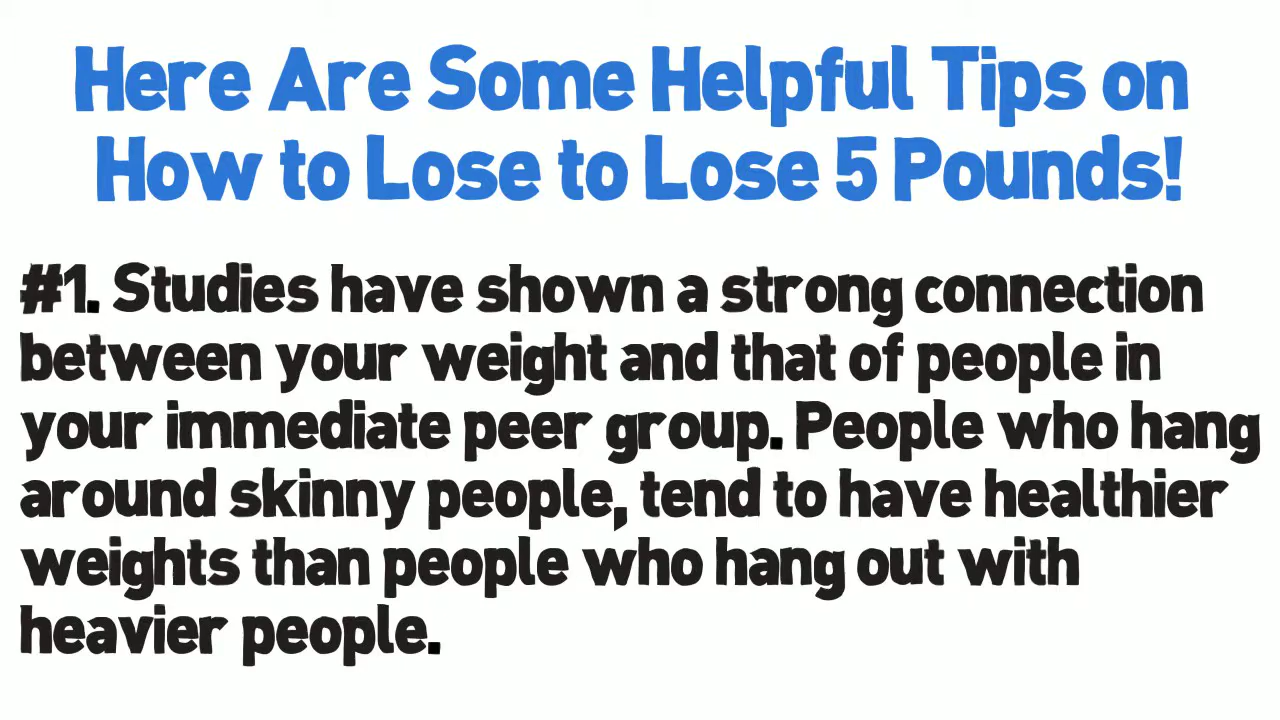 Here Are Some Helpful Tips on
How to Lose to Lose 5 Pounds!
#1. Studies have shown a strong connection
between your weight and that of people in
your immediate peer group. People who hang
around skinny people, tend to have healthier
weights than people who hang out with
heavier people.